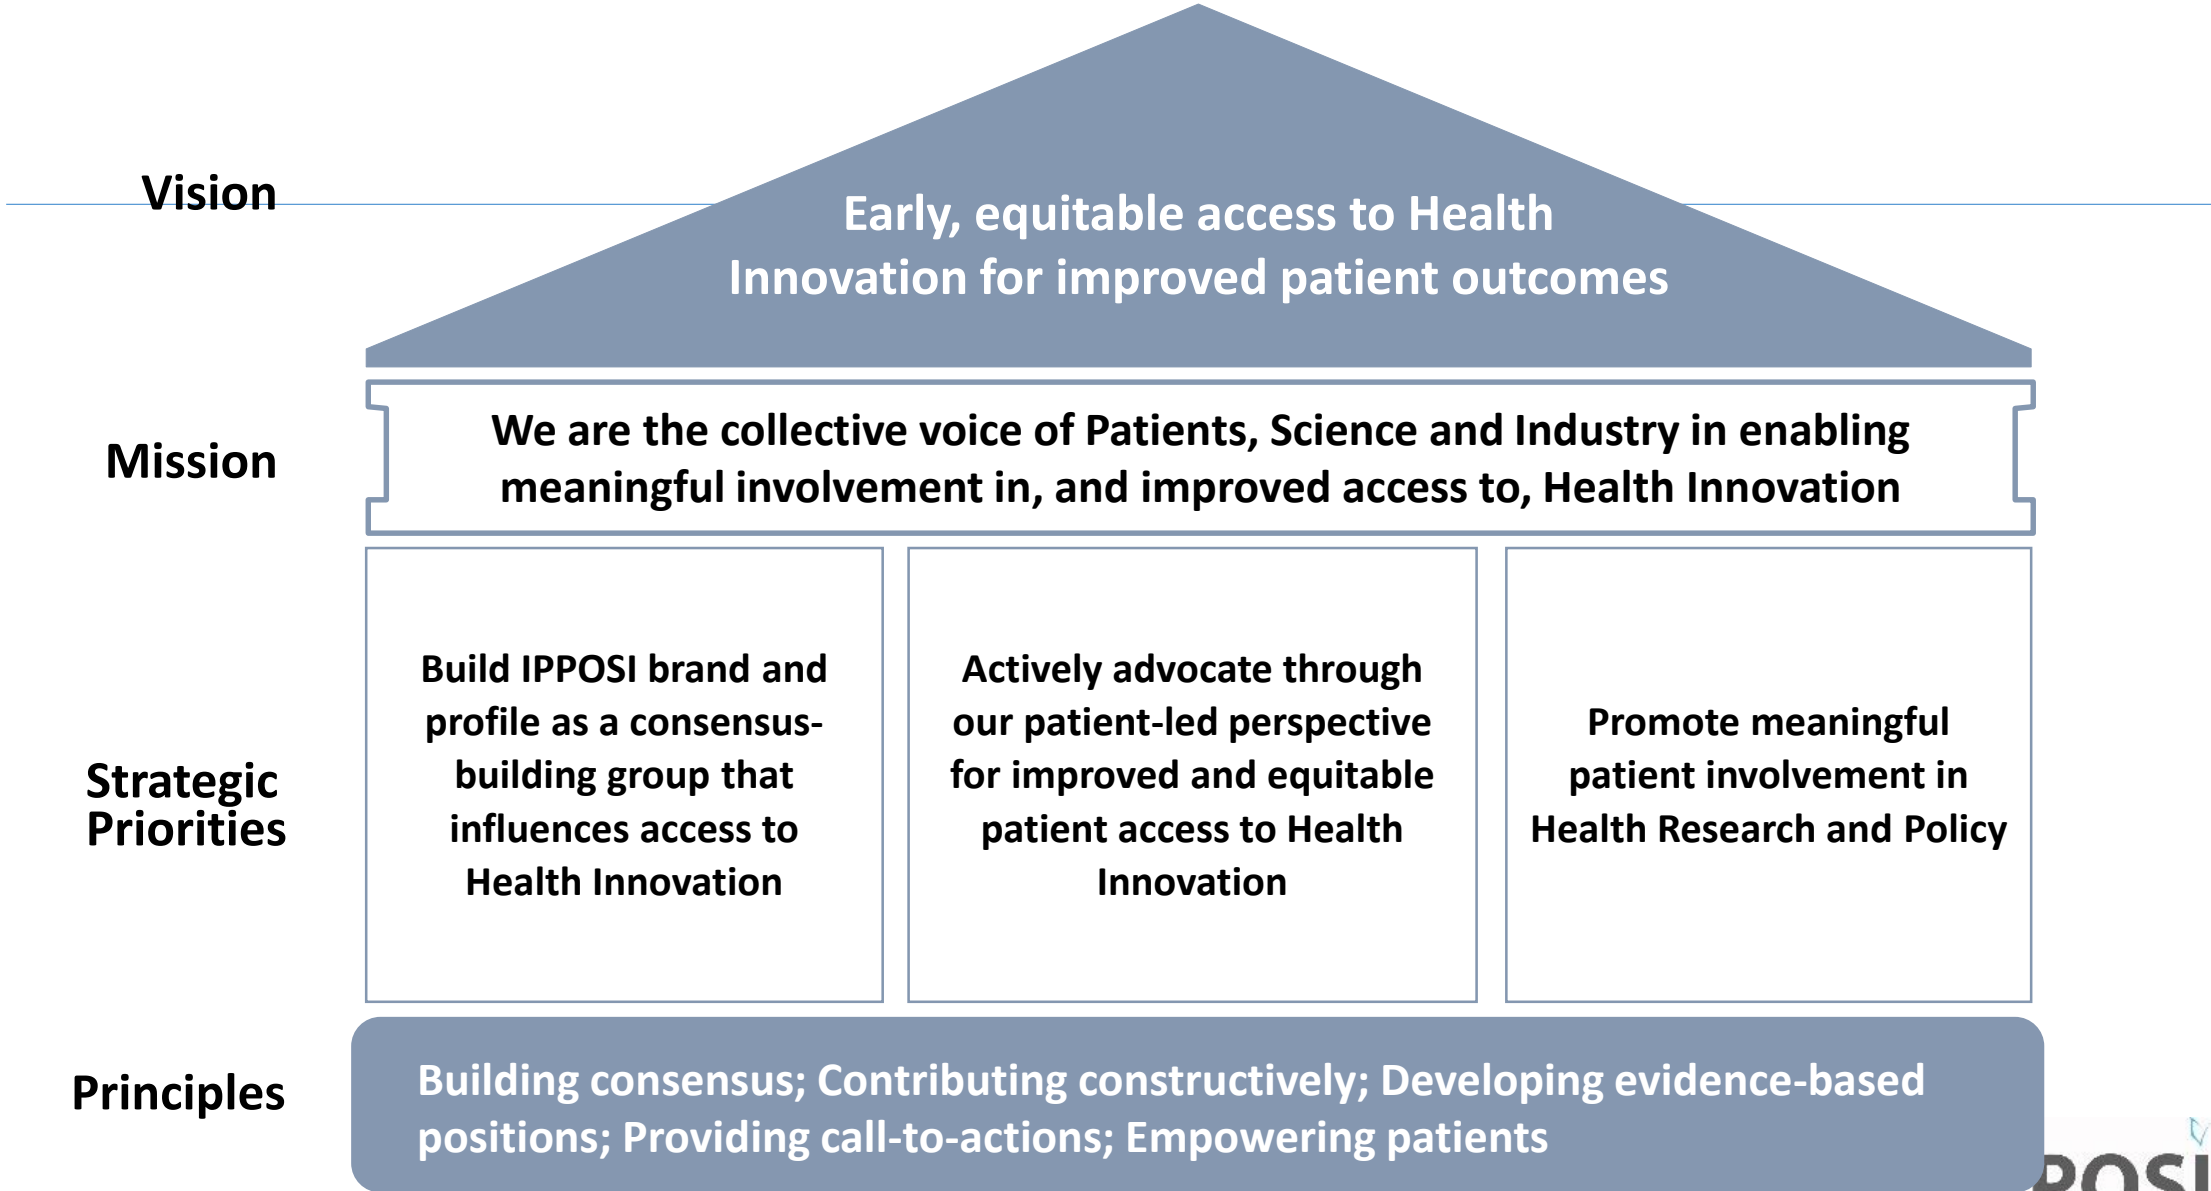 Vision
Early, equitable access to Health
Innovation for improved patient outcomes
Mission
We are the collective voice of Patients, Science and Industry in enabling
meaningful involvement in, and improved access to, Health Innovation
Strategic
Priorities
Build IPPOSI brand and
profile as a consensus-
building group that
influences access to
Health Innovation
Actively advocate through
our patient-led perspective
for improved and equitable
patient access to Health
Innovation
Promote meaningful
patient involvement in
Health Research and Policy
Principles
Building consensus; Contributing constructively; Developing evidence-based
positions; Providing call-to-actions; Empowering patients